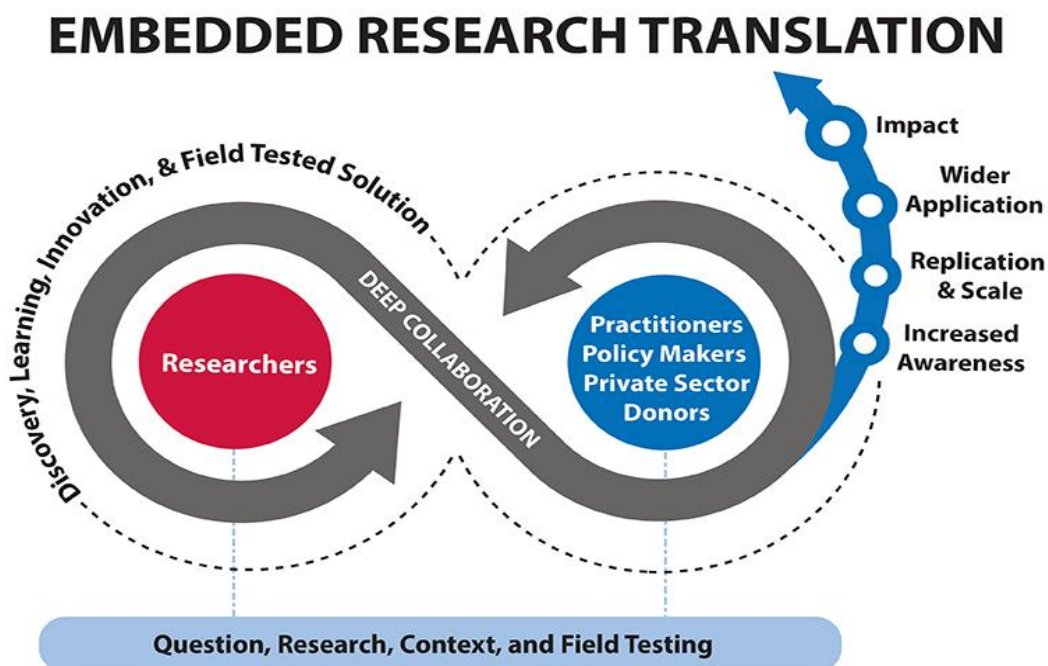 EMBEDDED RESEARCH TRANSLATION
Discovery, Learning, Innovation, & Field Tested Solution
Researchers
DEEP COLLABORATION
Practitioners
Policy Makers
Private Sector
Donors
Impact
Wider
Application
Replication
& Scale
Increased
Awareness
Question, Research, Context, and Field Testing